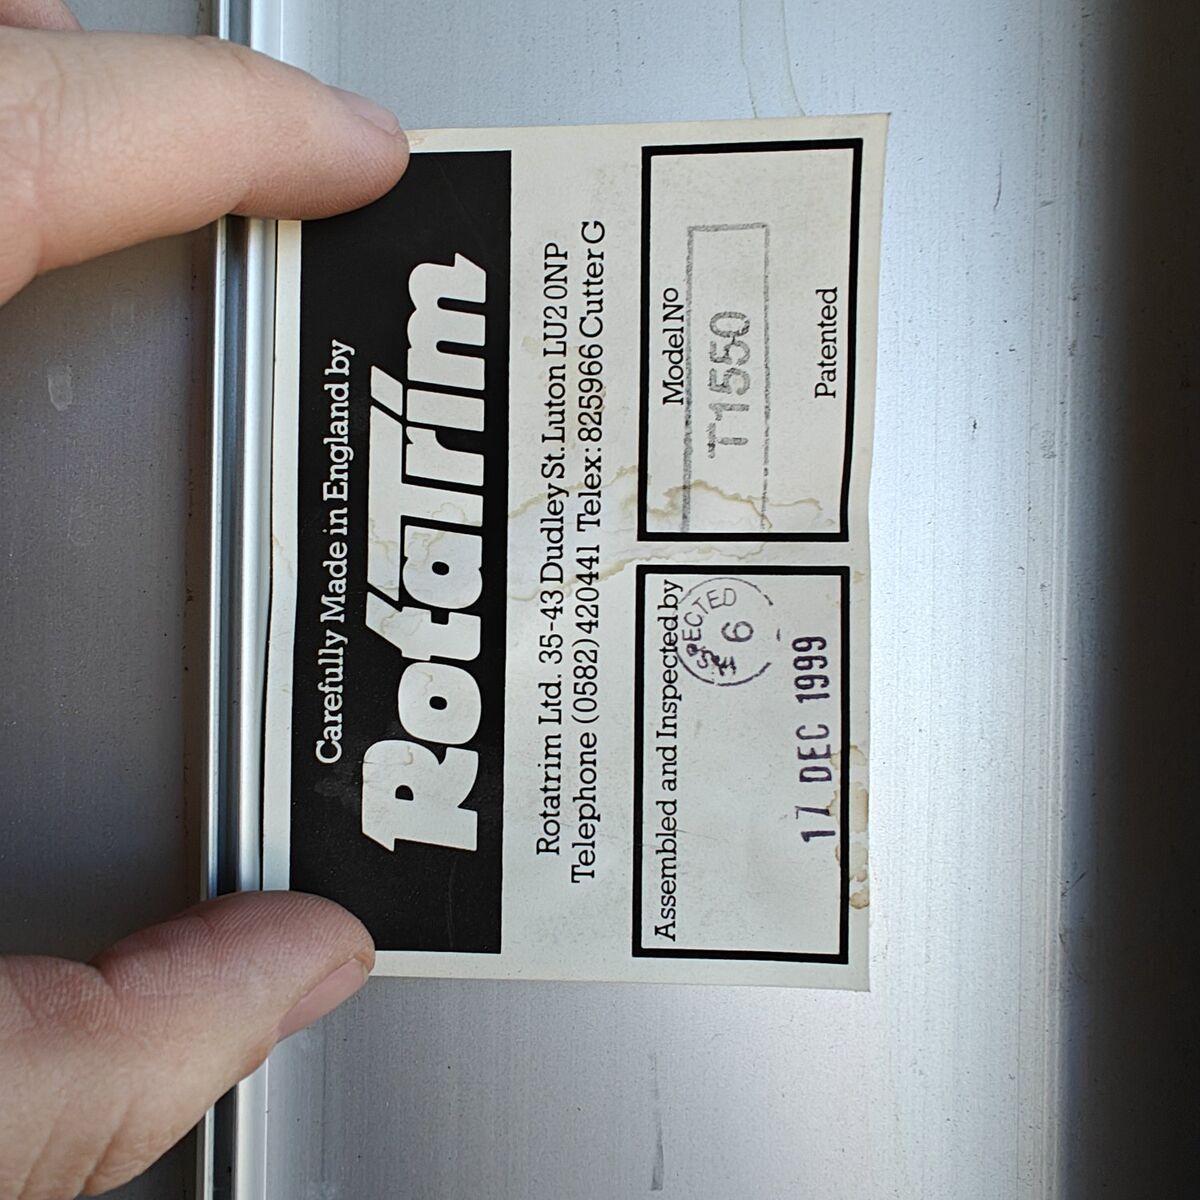 Carefully Made in England by
RotaTrim
Rotatrim Ltd. 35-43 Dudley St. Luton LU2 0NP
Telephone (0582) 420441 Telex: 825966 Cutter G
Assembled and Inspected by
6
17 DEC 1999
Model No
T1550
Patented